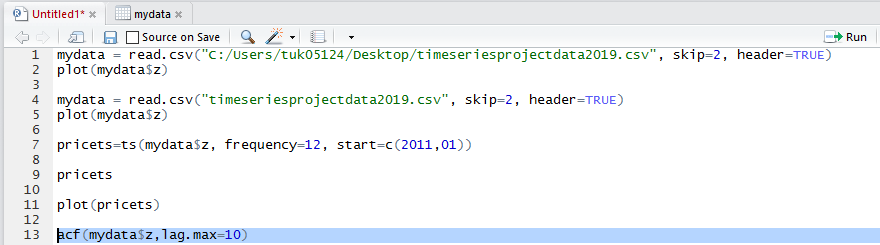 Untitled1* mydata
Source on Save Run
1 mydata = read.csv("C:/Users/tuk05124/Desktop/timeseriesprojectdata2019.csv", skip=2, header=TRUE)
2 plot(mydata$z)
3
4 mydata = read.csv("timeseriesprojectdata2019.csv", skip=2, header=TRUE)
5 plot(mydata$z)
6
7 pricets=ts(mydata$z, frequency=12, start=c(2011,01))
8
9 pricets
10
11 plot(pricets)
12
13 acf(mydata$z,lag.max=10)